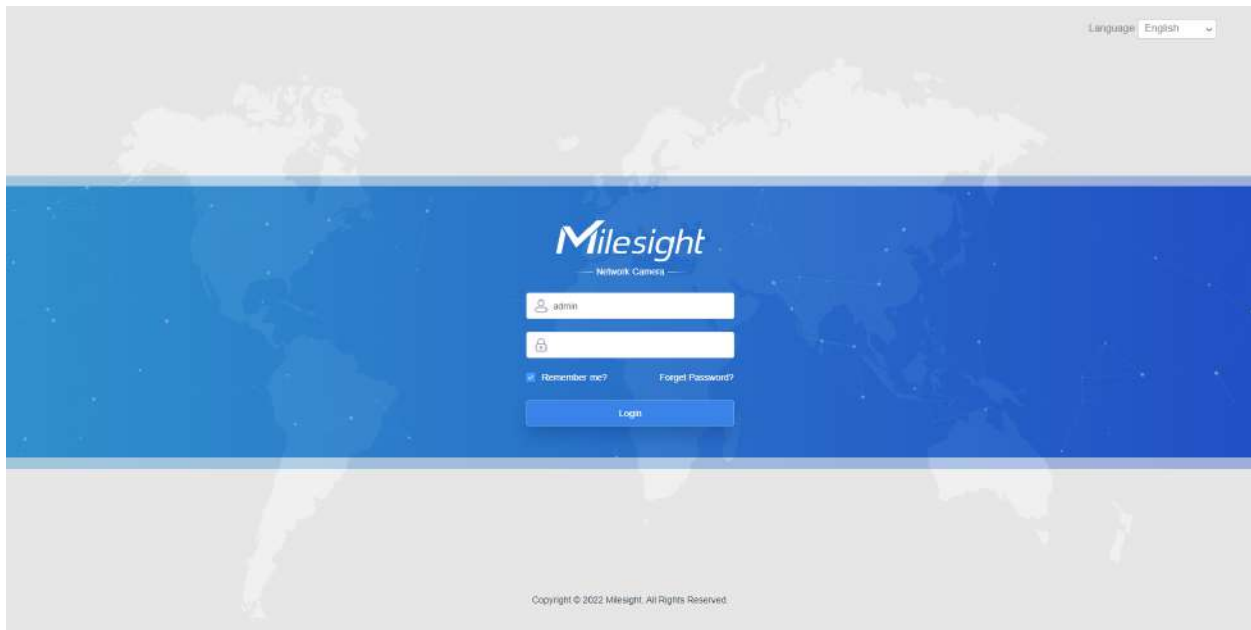 Language English
Milesight
Network Camera
admin
Remember me? Forget Password?
Login
Copyright © 2022 Milesight. All Rights Reserved.